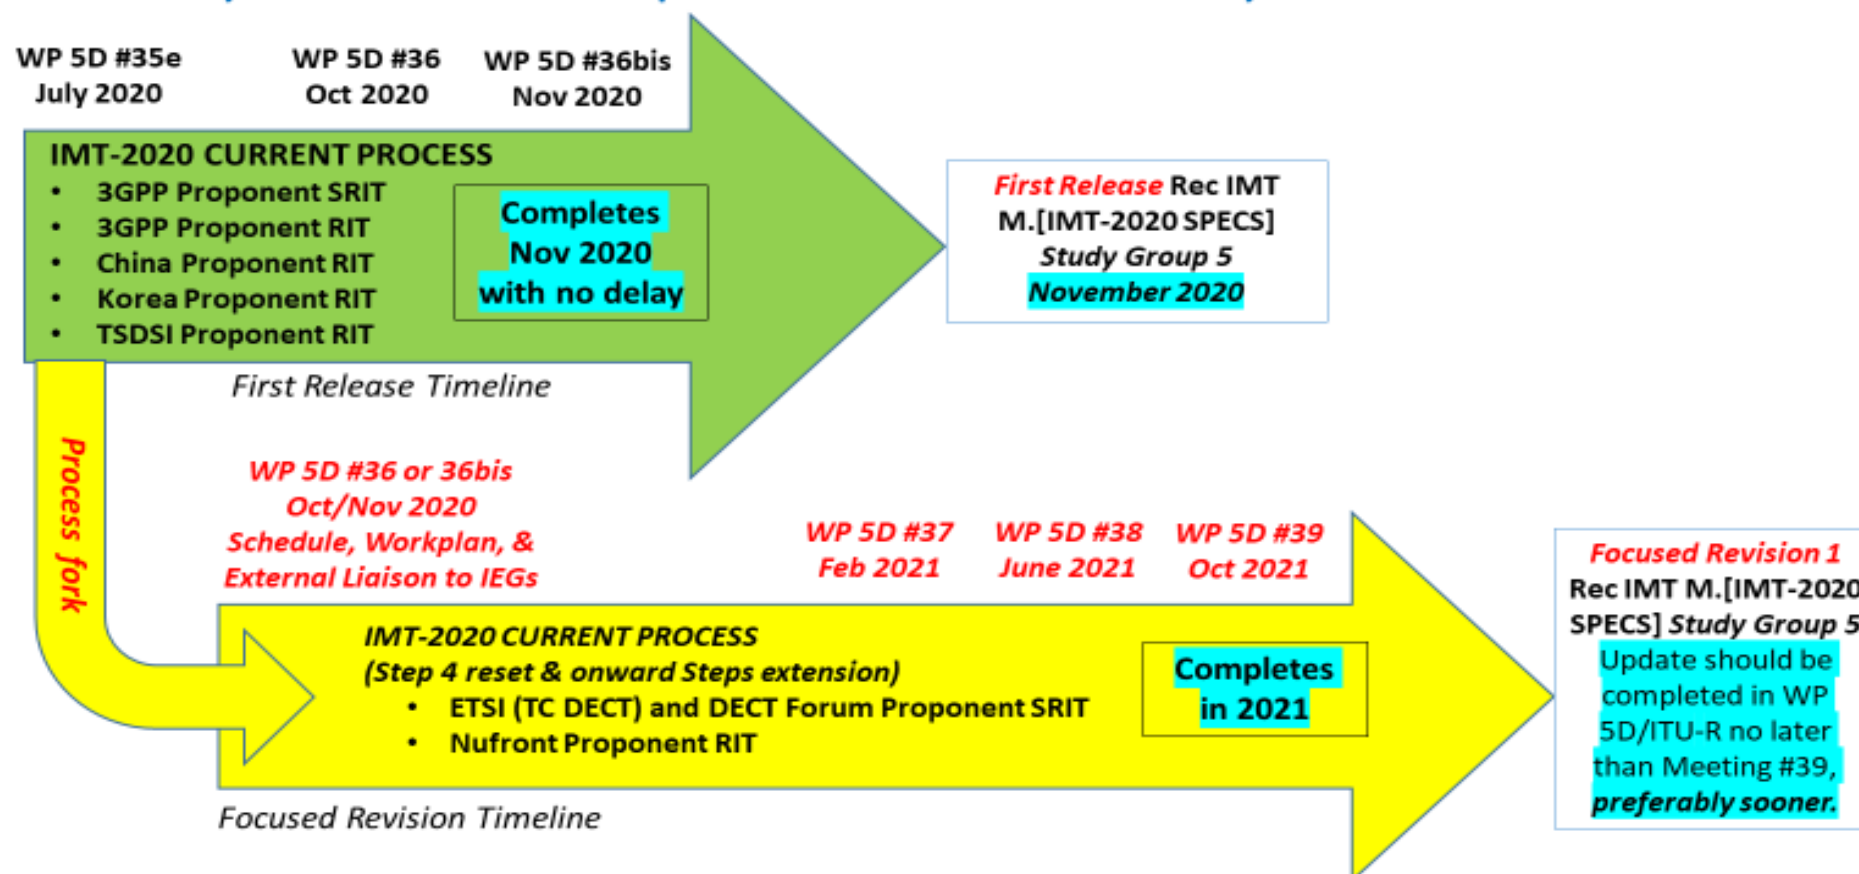 WP 5D #35e
July 2020
WP 5D #36
Oct 2020
WP 5D #36bis
Nov 2020
IMT-2020 CURRENT PROCESS
• 3GPP Proponent SRIT
• 3GPP Proponent RIT
• China Proponent RIT
• Korea Proponent RIT
• TSDSI Proponent RIT
Completes
Nov 2020
with no delay
First Release Rec IMT
M.[IMT-2020 SPECS]
Study Group 5
November 2020
First Release Timeline
Process fork
WP 5D #36 or 36bis
Oct/Nov 2020
Schedule, Workplan, &
External Liaison to IEGs
WP 5D #37
Feb 2021
WP 5D #38
June 2021
WP 5D #39
Oct 2021
IMT-2020 CURRENT PROCESS
(Step 4 reset & onward Steps extension)
• ETSI (TC DECT) and DECT Forum Proponent SRIT
• Nufront Proponent RIT
Completes
in 2021
Focused Revision 1
Rec IMT M.[IMT-2020
SPECS] Study Group 5
Update should be
completed in WP
5D/ITU-R no later
than Meeting #39,
preferably sooner.
Focused Revision Timeline